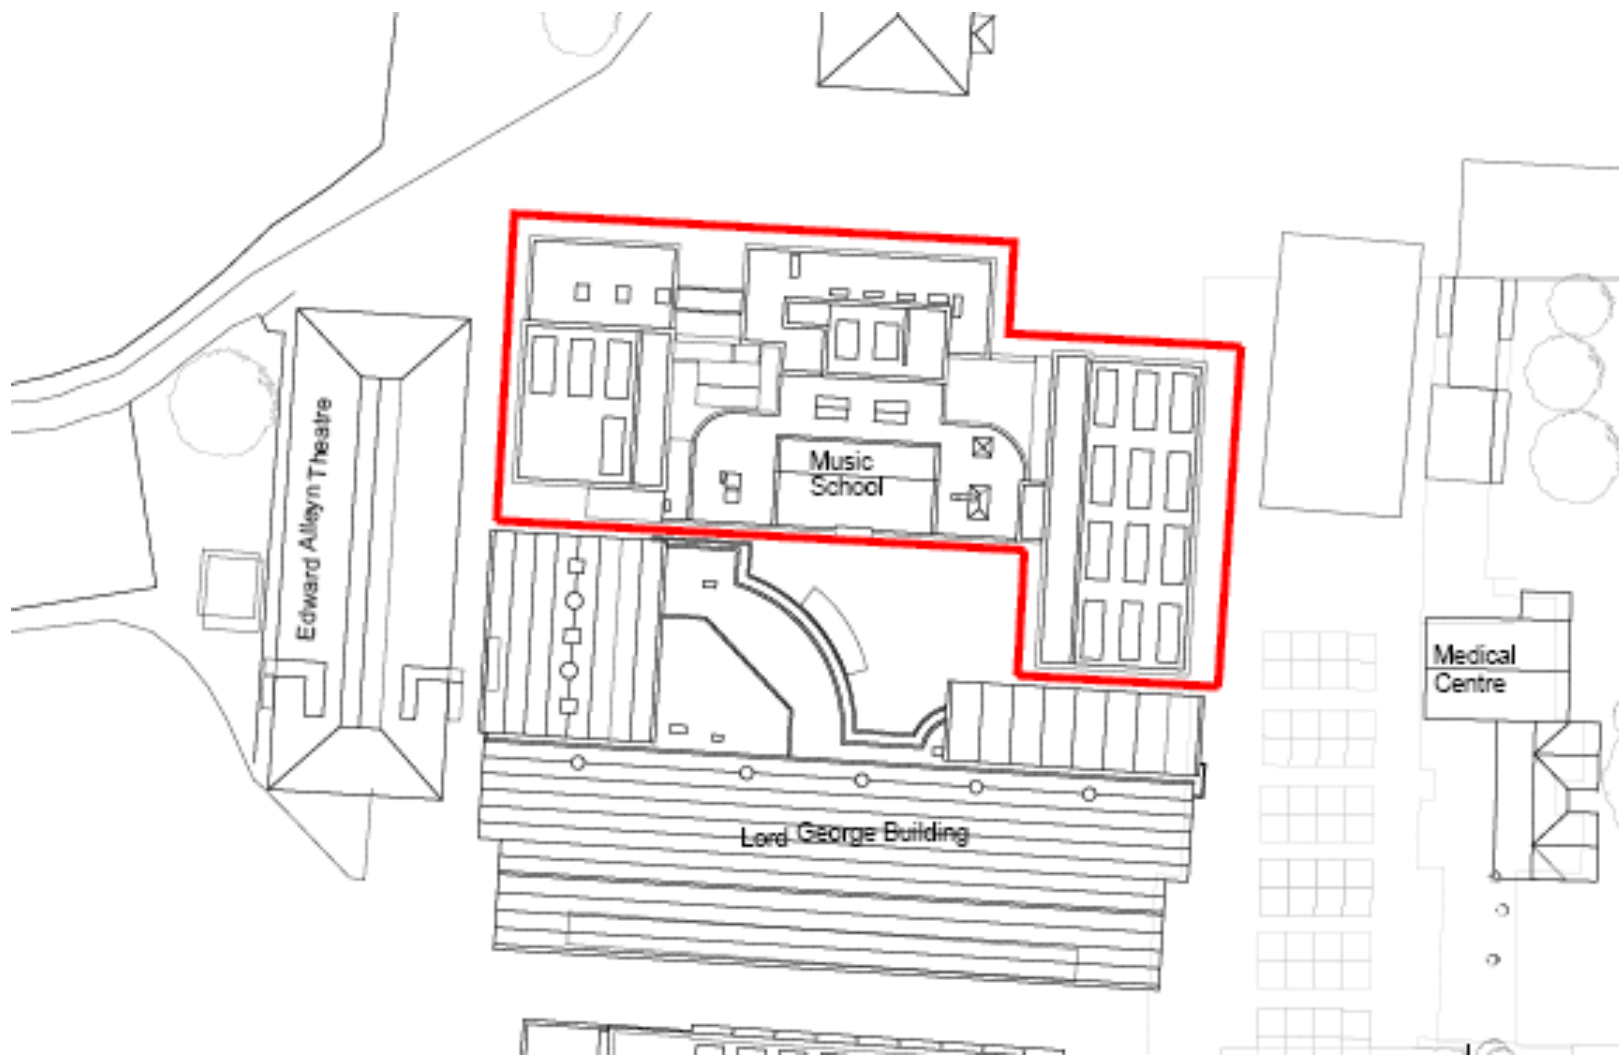 Edward Alleyn Theatre
Music
School
Medical
Centre
Lord George Building